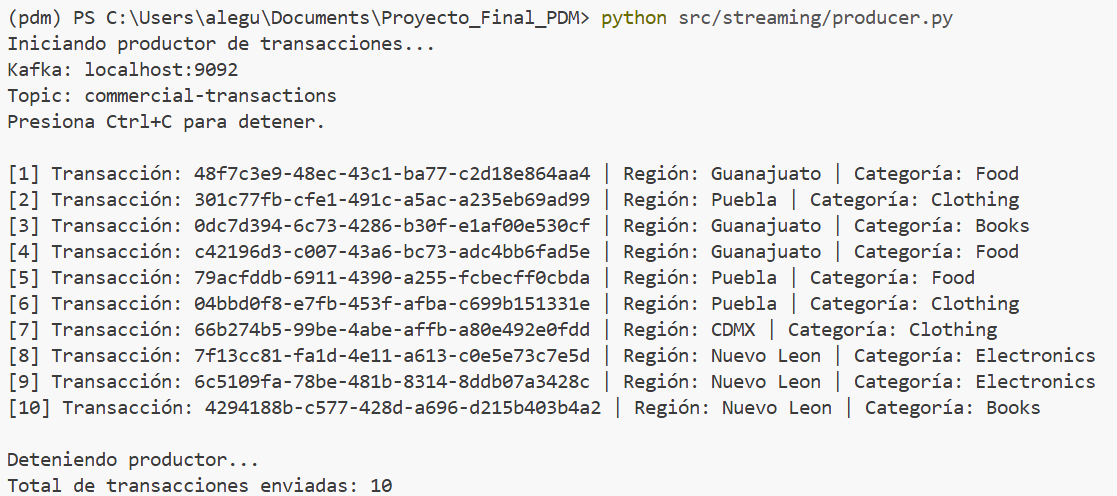 (pdm) PS C:\Users\alegu\Documents\Proyecto_Final_PDM> python src/streaming/producer.py
Iniciando productor de transacciones...
Kafka: localhost:9092
Topic: commercial-transactions
Presiona Ctrl+C para detener.
[1] Transacción: 48f7c3e9-48ec-43c1-ba77-c2d18e864aa4 | Región: Guanajuato | Categoría: Food
[2] Transacción: 301c77fb-cfe1-491c-a5ac-a235eb69ad99 | Región: Puebla | Categoría: Clothing
[3] Transacción: 0dc7d394-6c73-4286-b30f-e1af00e530cf | Región: Guanajuato | Categoría: Books
[4] Transacción: c42196d3-c007-43a6-bc73-adc4bb6fad5e | Región: Guanajuato | Categoría: Food
[5] Transacción: 79acfddb-6911-4390-a255-fcbecff0cbda | Región: Puebla | Categoría: Food
[6] Transacción: 04bbd0f8-e7fb-453f-afba-c699b151331e | Región: Puebla | Categoría: Clothing
[7] Transacción: 66b274b5-99be-4abe-affb-a80e492e0fdd | Región: CDMX | Categoría: Clothing
[8] Transacción: 7f13cc81-fa1d-4e11-a613-c0e5e73c7e5d | Región: Nuevo Leon | Categoría: Electronics
[9] Transacción: 6c5109fa-78be-481b-8314-8ddb07a3428c | Región: Nuevo Leon | Categoría: Electronics
[10] Transacción: 4294188b-c577-428d-a696-d215b403b4a2 | Región: Nuevo Leon | Categoría: Books
Deteniendo productor...
Total de transacciones enviadas: 10